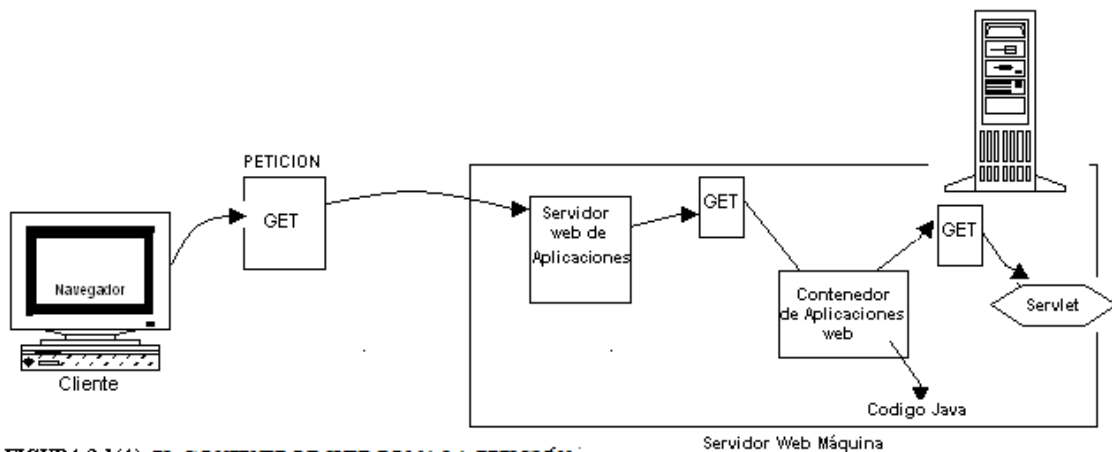 PETICION
GET
Navegador
Cliente
Servidor
web de
Aplicaciones
GET
Contenedor
de Aplicaciones
web
GET
Servlet
Codigo Java
Servidor Web Máquina